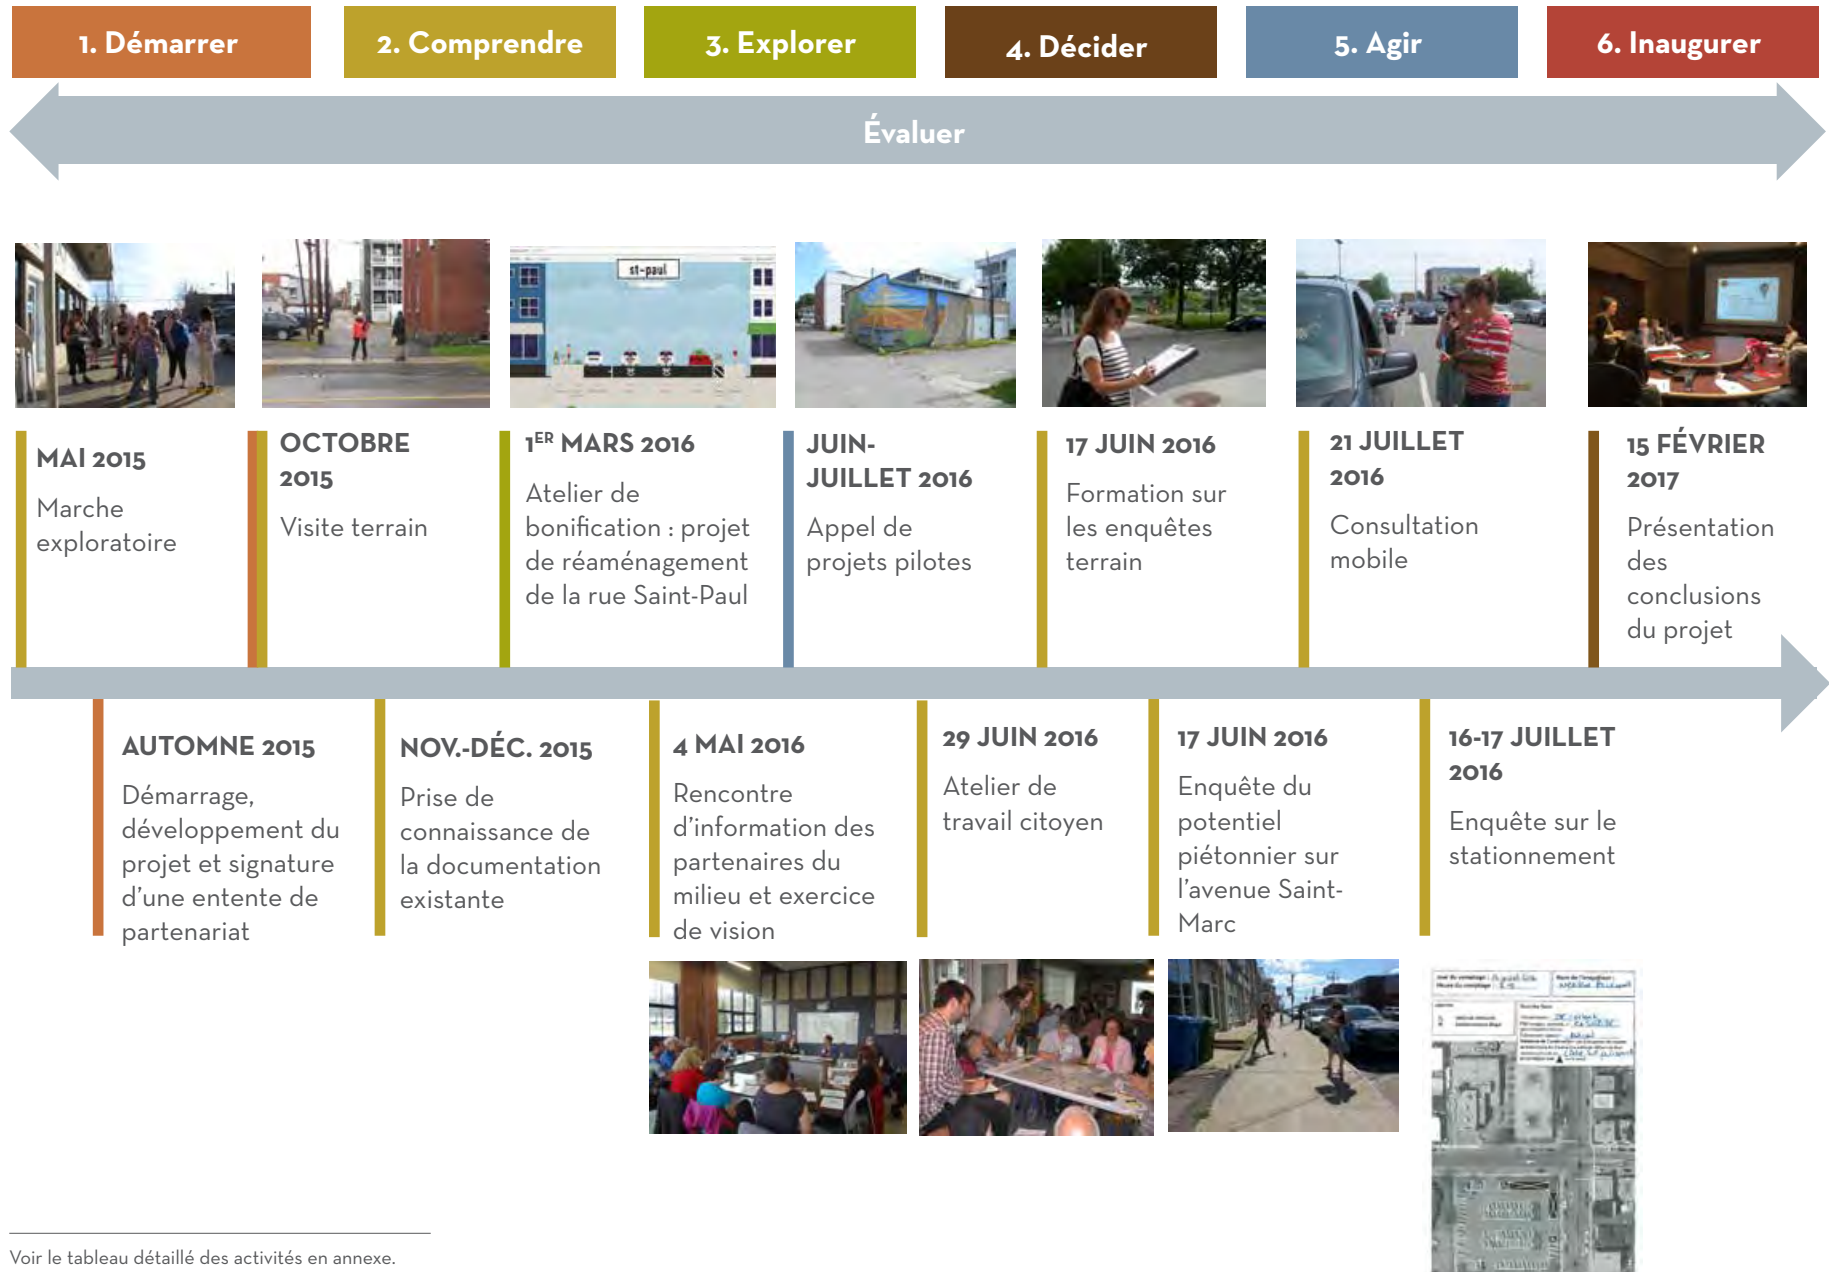 1. Démarrer
2. Comprendre
3. Explorer
4. Décider
5. Agir
6. Inaugurer
Évaluer
st-paul
MAI 2015
Marche
exploratoire
OCTOBRE
2015
Visite terrain
1ER MARS 2016
Atelier de
bonification : projet
de réaménagement
de la rue Saint-Paul
JUIN-
JUILLET 2016
Appel de
projets pilotes
17 JUIN 2016
Formation sur
les enquêtes
terrain
21 JUILLET
2016
Consultation
mobile
15 FÉVRIER
2017
Présentation
des
conclusions
du projet
AUTOMNE 2015
Démarrage,
développement du
projet et signature
d'une entente de
partenariat
NOV.-DÉC. 2015
Prise de
connaissance de
la documentation
existante
4 MAI 2016
Rencontre
d'information des
partenaires du
milieu et exercice
de vision
29 JUIN 2016
Atelier de
travail citoyen
17 JUIN 2016
Enquête du
potentiel
piétonnier sur
l'avenue Saint-
Marc
16-17 JUILLET
2016
Enquête sur le
stationnement
Voir le tableau détaillé des activités en annexe.